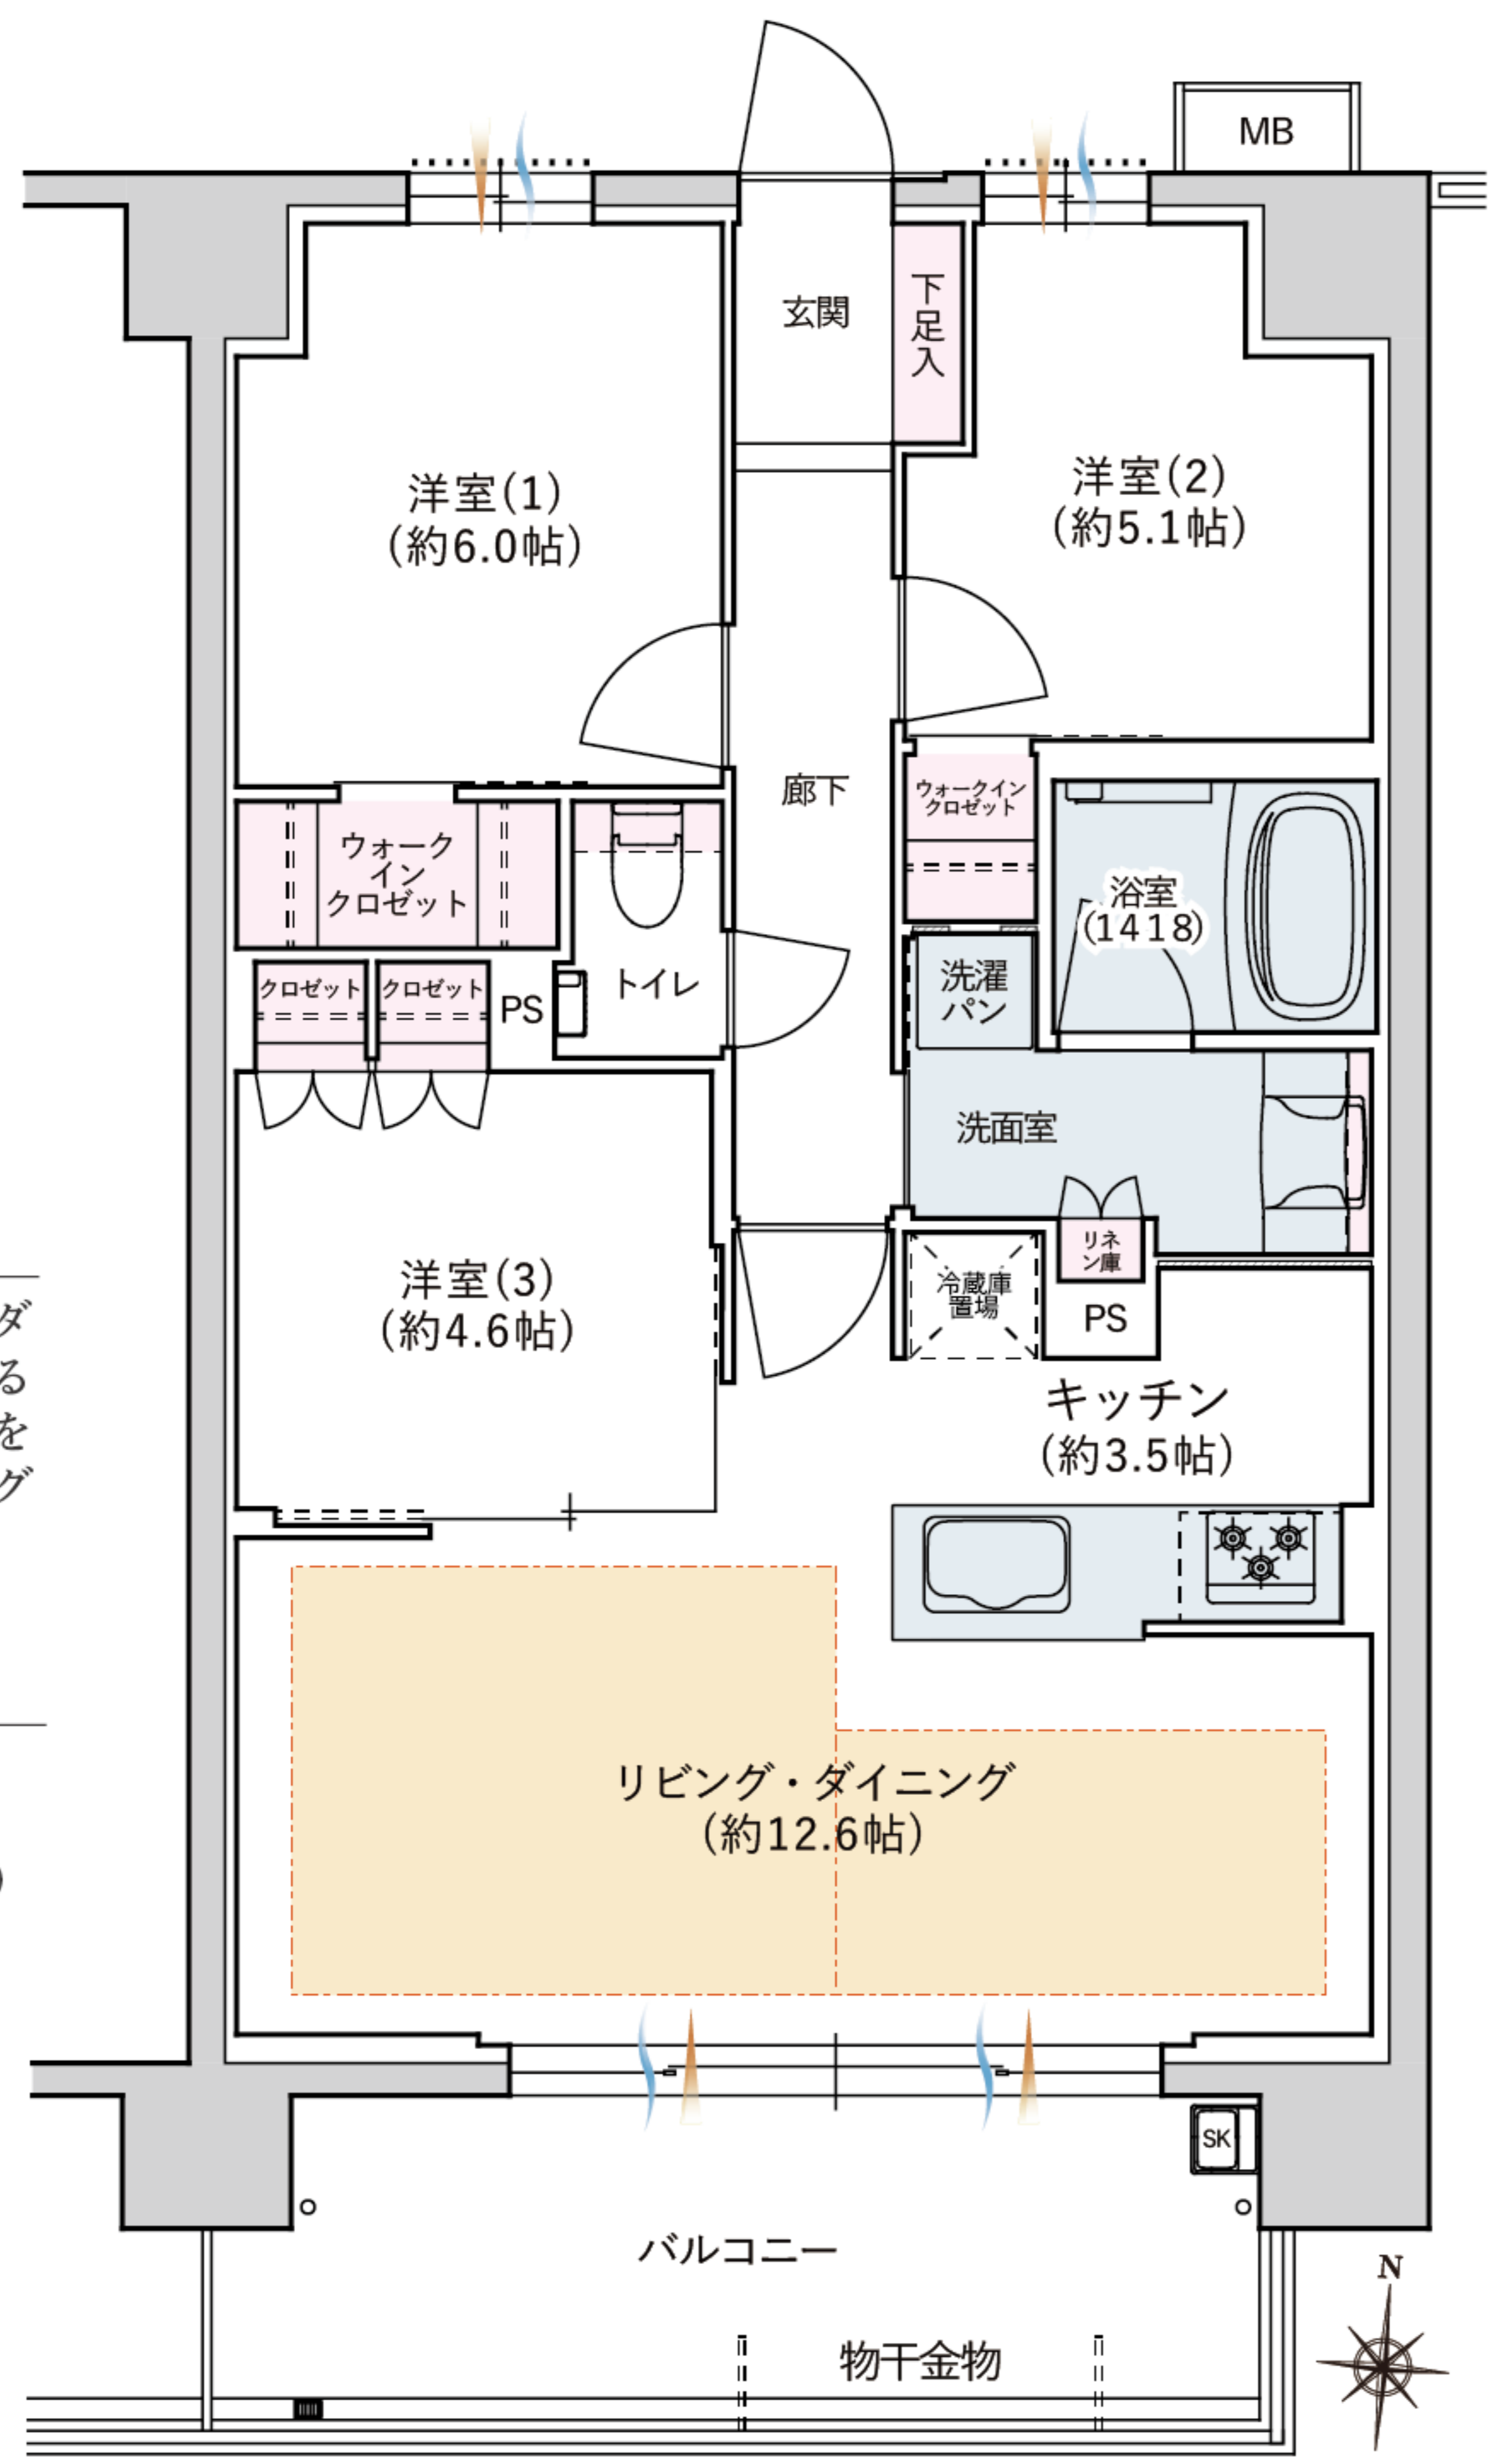 MB
玄関
下足入
洋室(1)
(約6.0帖)
洋室(2)
(約5.1帖)
廊下
ウォークイン
クロゼット
ウォーク
イン
クロゼット
浴室
(1418)
トイレ
洗濯
パン
クロゼット
クロゼット
PS
洗面室
リネ
ン庫
冷蔵庫
置場
PS
洋室(3)
(約4.6帖)
キッチン
(約3.5帖)
ダ
る
を
グ
リビング・ダイニング
(約12.6帖)
)
SK
バルコニー
物干金物
N